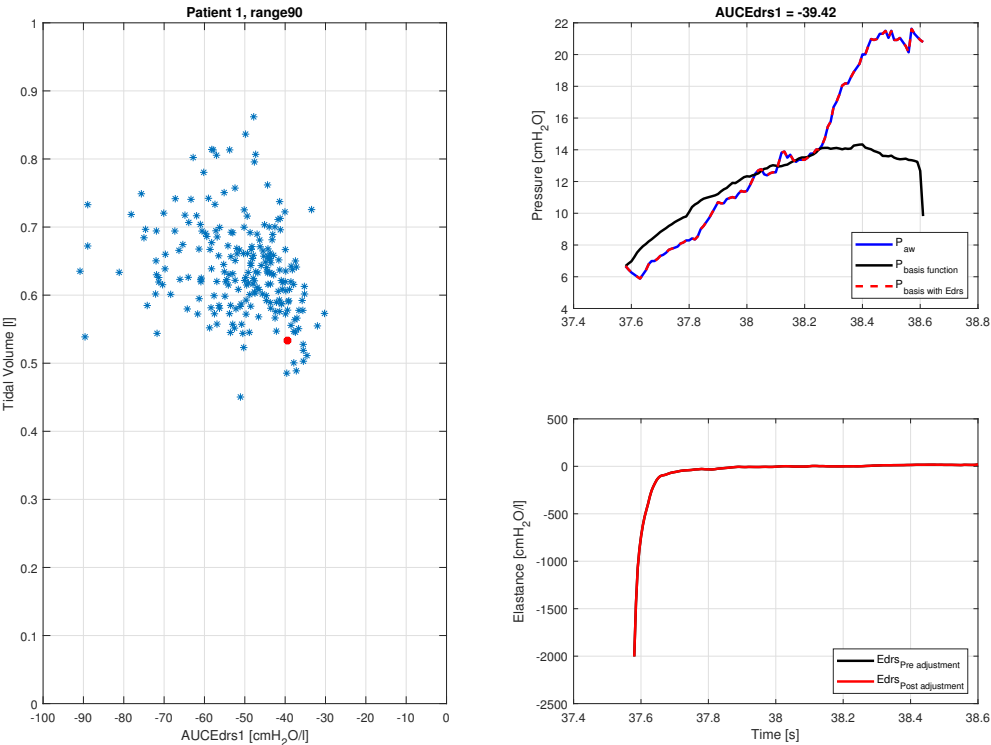 Patient 1, range90
1
0.9
0.8
0.7
0.6
0.5
0.4
0.3
0.2
0.1
0
Tidal Volume [l]
-100 -90 -80 -70 -60 -50 -40 -30 -20 -10 0
AUCEdrs1 [cmH2O/l]
AUCEdrs1 = -39.42
22
20
18
16
14
12
10
8
6
4
Pressure [cmH2O]
Paw
Pbasis function
Pbasis with Edrs
37.4 37.6 37.8 38 38.2 38.4 38.6 38.8
500
0
-500
-1000
-1500
-2000
-2500
Elastance [cmH2O/l]
EdrsPre adjustment
EdrsPost adjustment
37.4 37.6 37.8 38 38.2 38.4 38.6
Time [s]